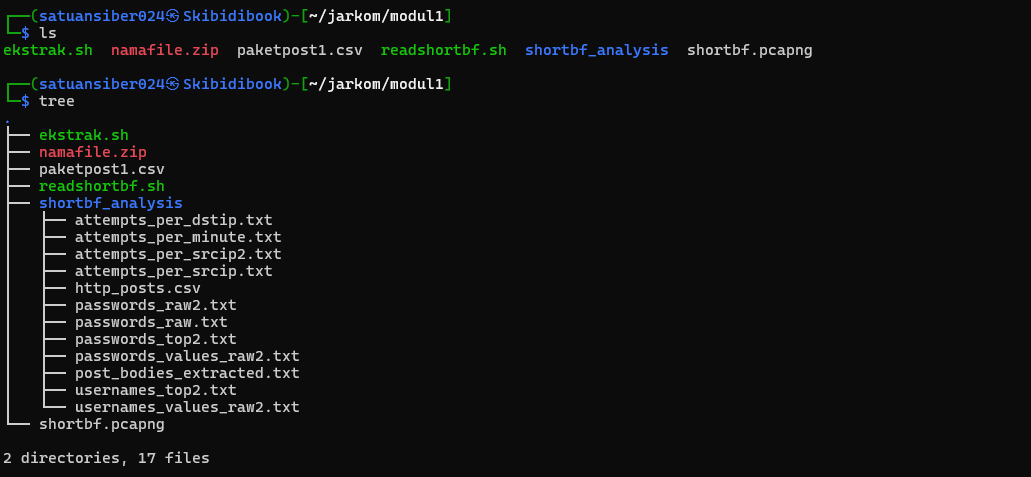 ┌──(satuansiber024㉿Skibidibook)-[~/jarkom/modul1]
└─$ ls
ekstrak.sh  namafile.zip  paketpost1.csv  readshortbf.sh  shortbf_analysis  shortbf.pcapng
┌──(satuansiber024㉿Skibidibook)-[~/jarkom/modul1]
└─$ tree
.
├── ekstrak.sh
├── namafile.zip
├── paketpost1.csv
├── readshortbf.sh
├── shortbf_analysis
│   ├── attempts_per_dstip.txt
│   ├── attempts_per_minute.txt
│   ├── attempts_per_srcip2.txt
│   ├── attempts_per_srcip.txt
│   ├── http_posts.csv
│   ├── passwords_raw2.txt
│   ├── passwords_raw.txt
│   ├── passwords_top2.txt
│   ├── passwords_values_raw2.txt
│   ├── post_bodies_extracted.txt
│   ├── usernames_top2.txt
│   └── usernames_values_raw2.txt
└── shortbf.pcapng
2 directories, 17 files